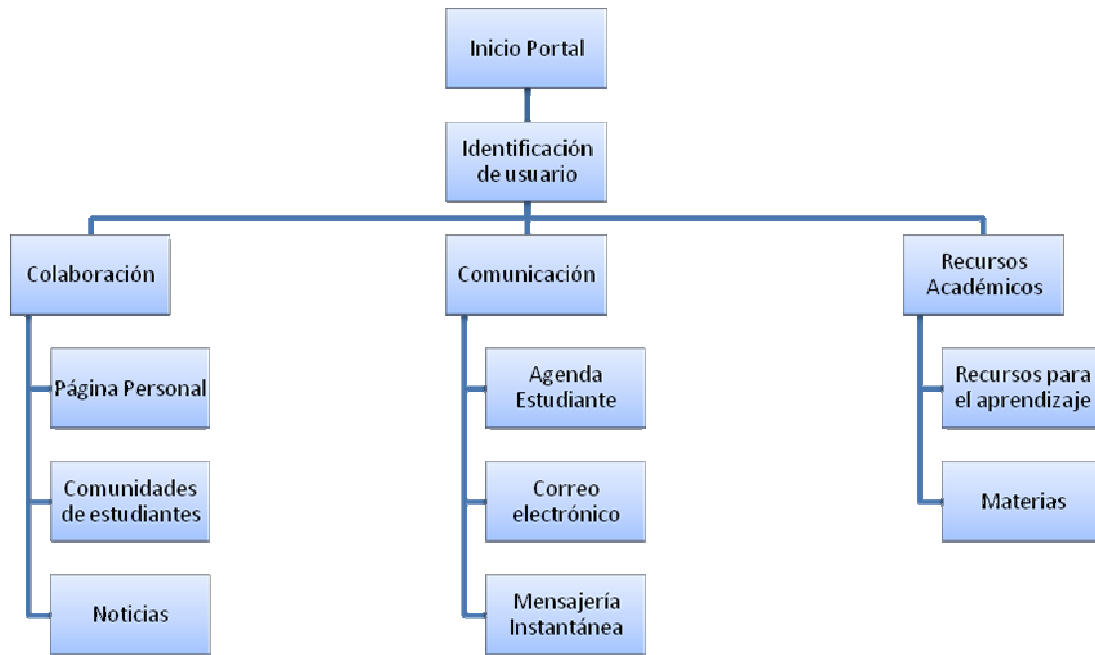 Inicio Portal
Identificación
de usuario
Colaboración
Comunicación
Recursos
Académicos
Página Personal
Agenda
Estudiante
Recursos para
el aprendizaje
Comunidades
de estudiantes
Correo
electrónico
Materias
Noticias
Mensajería
Instantánea